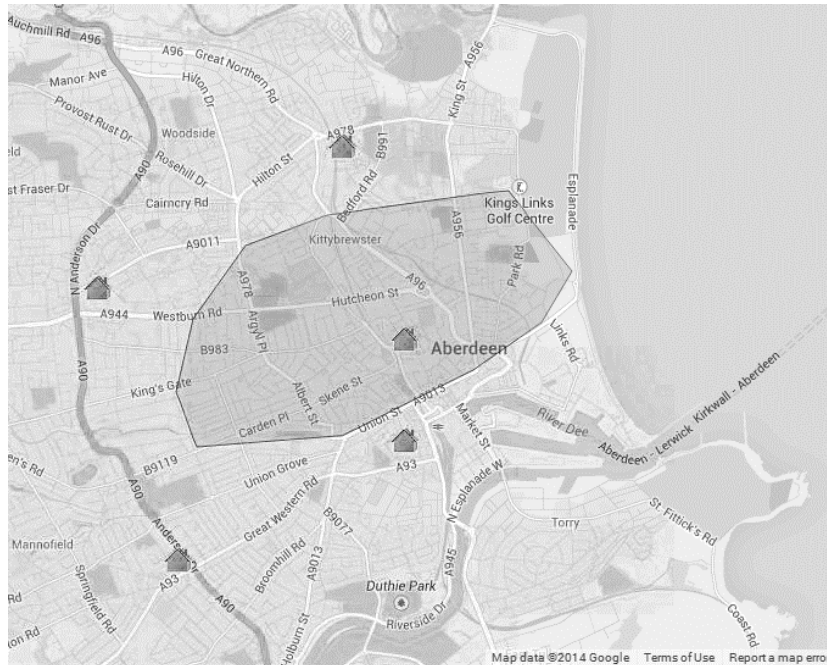 Auchmill Rd
A96
A96
Great Northern Rd
A956
Manor Ave
Hilton Dr
King St
Provost Rust Dr
Woodside
A978
B991
Rosehill Dr
Hilton St
A90
Bedford Rd
st Fraser Dr
Cairncry Rd
Kings Links
Golf Centre
Esplanade
N Anderson Dr
A9011
Kittybrewster
A956
Park Rd
A978
A96
Hutcheon St
A944
Westburn Rd
Argyll Pl
Links Rd
B983
Aberdeen
A90
King's Gate
Skene St
Albert St
A9013
Carden Pl
Union St
Market St
River Dee
Aberdeen - Lerwick
Kirkwall - Aberdeen
en's Rd
B9119
Union Grove
A93
N Esplanade W
A90
Great Western Rd
St. Fittick's Rd
Torry
B9077
Mannofield
Broomhill Rd
A9013
A945
A93
Springfield Rd
Duthie Park
A90
Riverside Dr
Coast Rd
ton Rd
Holburn St
Map data ©2014 Google
Terms of Use
Report a map erro